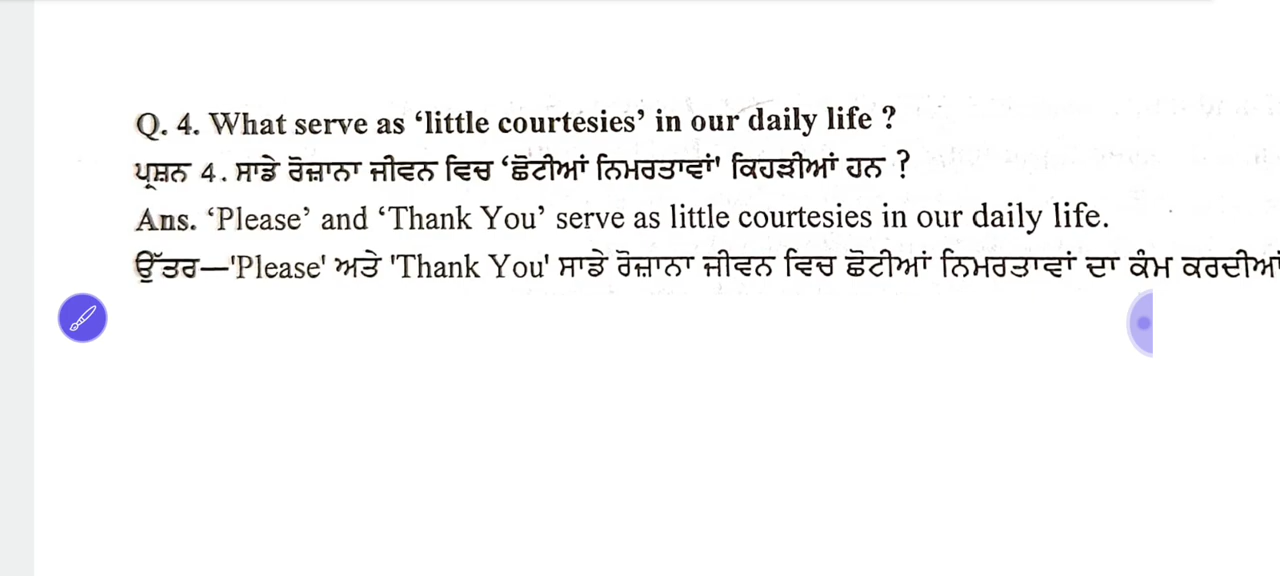 Q. 4. What serve as ‘little courtesies’ in our daily life ?
ਪ੍ਰਸ਼ਨ 4. ਸਾਡੇ ਰੋਜ਼ਾਨਾ ਜੀਵਨ ਵਿਚ ‘ਛੋਟੀਆਂ ਨਿਮਰਤਾਵਾਂ' ਕਿਹੜੀਆਂ ਹਨ ?
Ans. ‘Please’ and ‘Thank You’ serve as little courtesies in our daily life.
ਉੱਤਰ—'Please' ਅਤੇ 'Thank You' ਸਾਡੇ ਰੋਜ਼ਾਨਾ ਜੀਵਨ ਵਿਚ ਛੋਟੀਆਂ ਨਿਮਰਤਾਵਾਂ ਦਾ ਕੰਮ ਕਰਦੀਆਂ